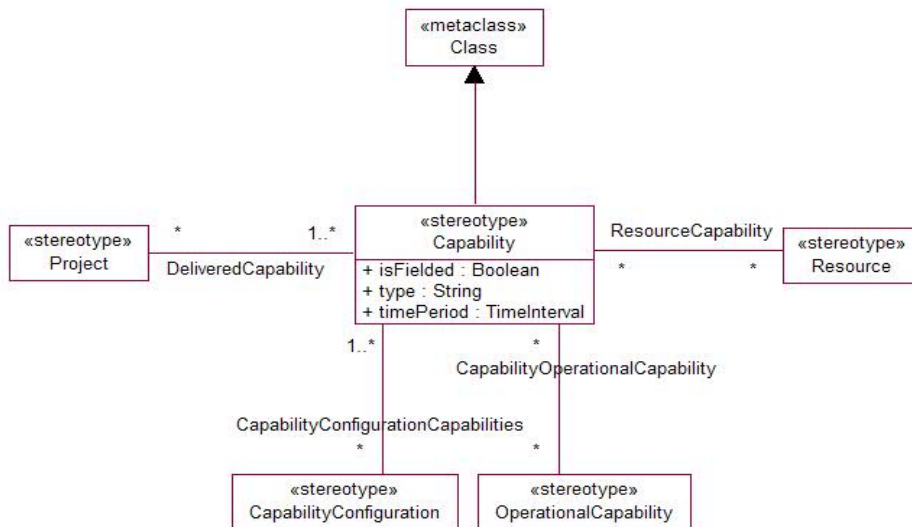 «metaclass»
Class
«stereotype»
Capability
+ isFielded : Boolean
+ type : String
+ timePeriod : TimeInterval
«stereotype»
Project
*
1..*
DeliveredCapability
ResourceCapability
*
*
«stereotype»
Resource
1..*
*
CapabilityOperationalCapability
CapabilityConfigurationCapabilities
*
*
«stereotype»
CapabilityConfiguration
«stereotype»
OperationalCapability